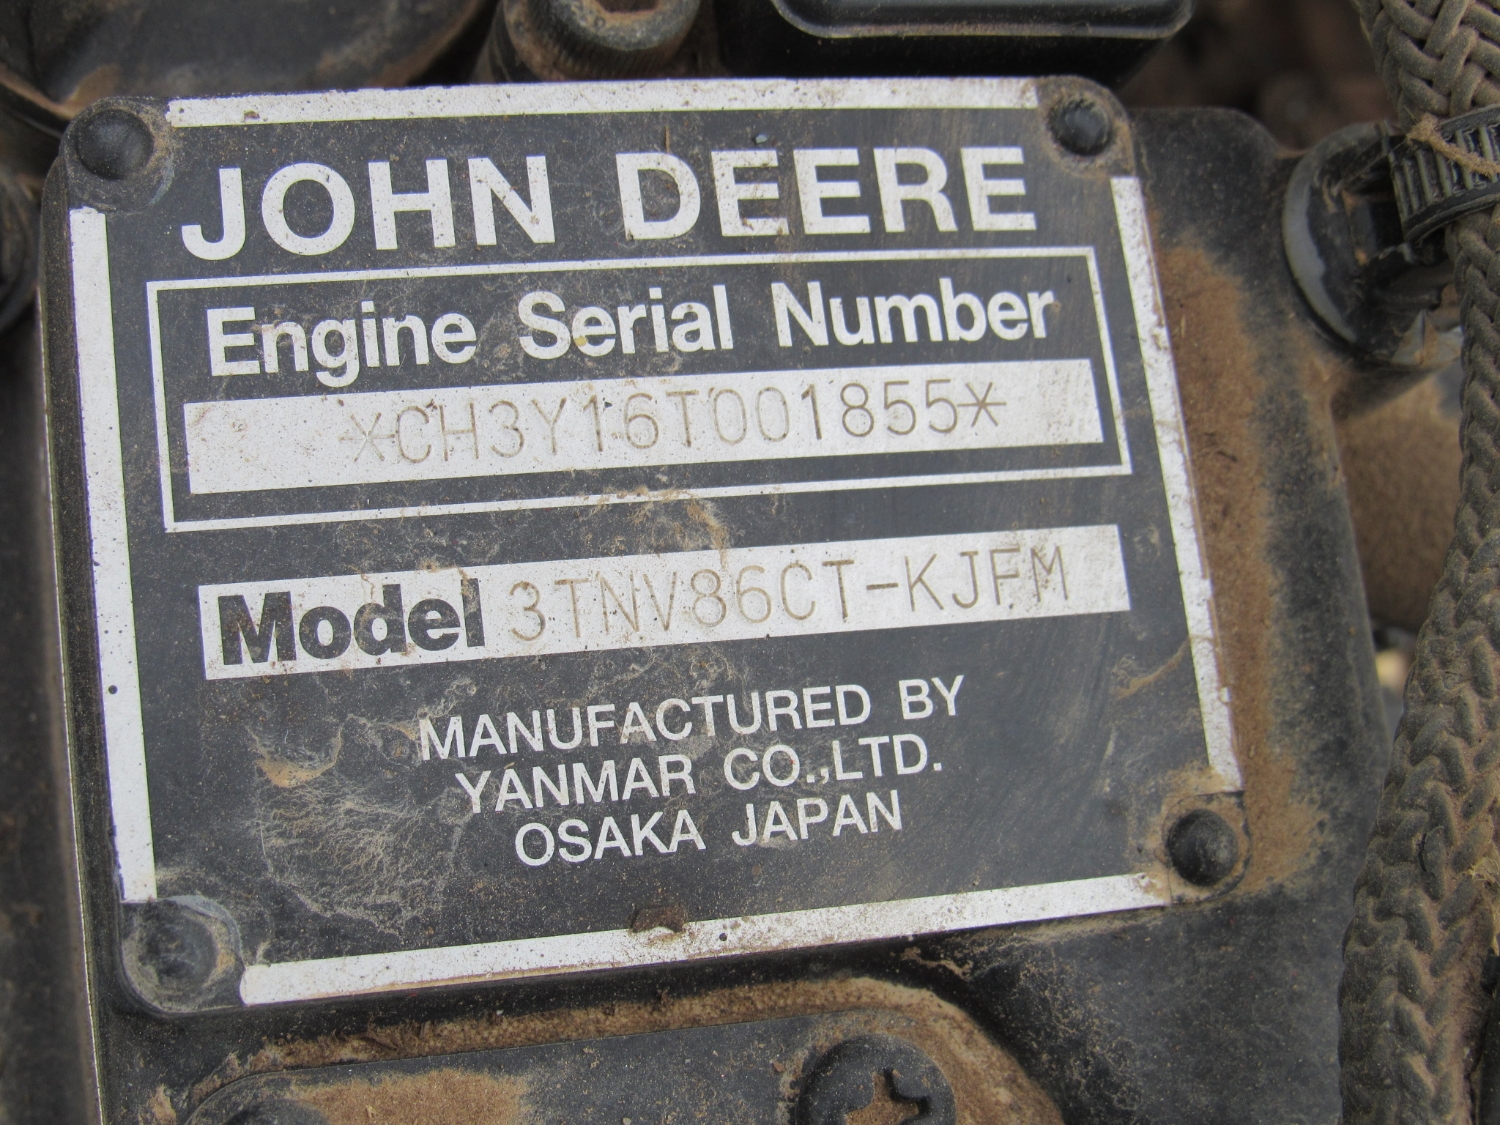 JOHN DEERE
Engine Serial Number
*CH3Y16T001855*
Model 3TNV86CT-KJFM
MANUFACTURED BY
YANMAR CO.,LTD.
OSAKA JAPAN